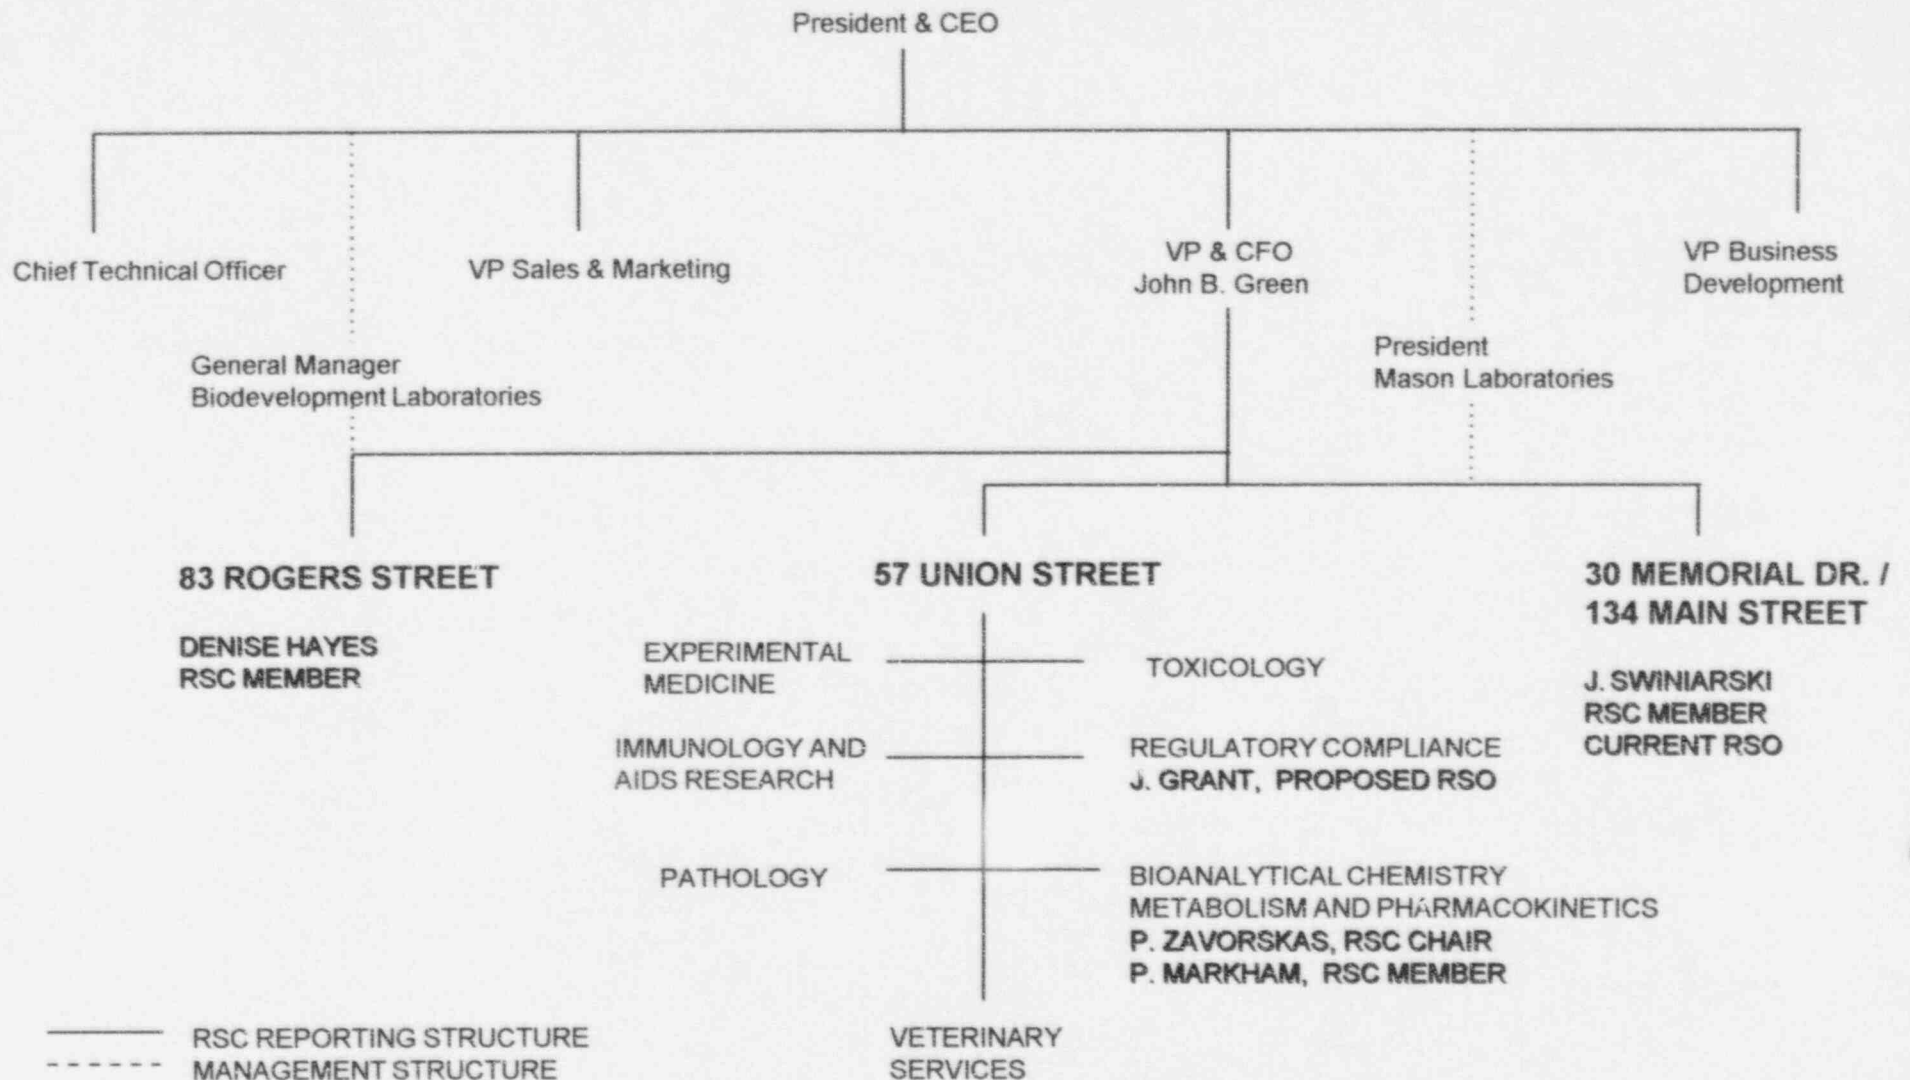 President & CEO
Chief Technical Officer
VP Sales & Marketing
VP & CFO
John B. Green
VP Business
Development
General Manager
Biodevelopment Laboratories
President
Mason Laboratories
83 ROGERS STREET
DENISE HAYES
RSC MEMBER
57 UNION STREET
EXPERIMENTAL
MEDICINE
TOXICOLOGY
IMMUNOLOGY AND
AIDS RESEARCH
REGULATORY COMPLIANCE
J. GRANT, PROPOSED RSO
PATHOLOGY
BIOANALYTICAL CHEMISTRY
METABOLISM AND PHARMACOKINETICS
P. ZAVORSKAS, RSC CHAIR
P. MARKHAM, RSC MEMBER
VETERINARY
SERVICES
30 MEMORIAL DR. /
134 MAIN STREET
J. SWINIARSKI
RSC MEMBER
CURRENT RSO
RSC REPORTING STRUCTURE
MANAGEMENT STRUCTURE